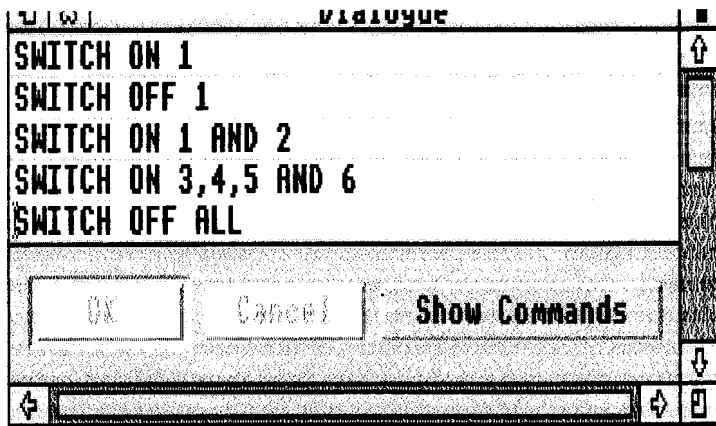 Dialogue
SWITCH ON 1
SWITCH OFF 1
SWITCH ON 1 AND 2
SWITCH ON 3,4,5 AND 6
SWITCH OFF ALL
OK Cancel Show Commands